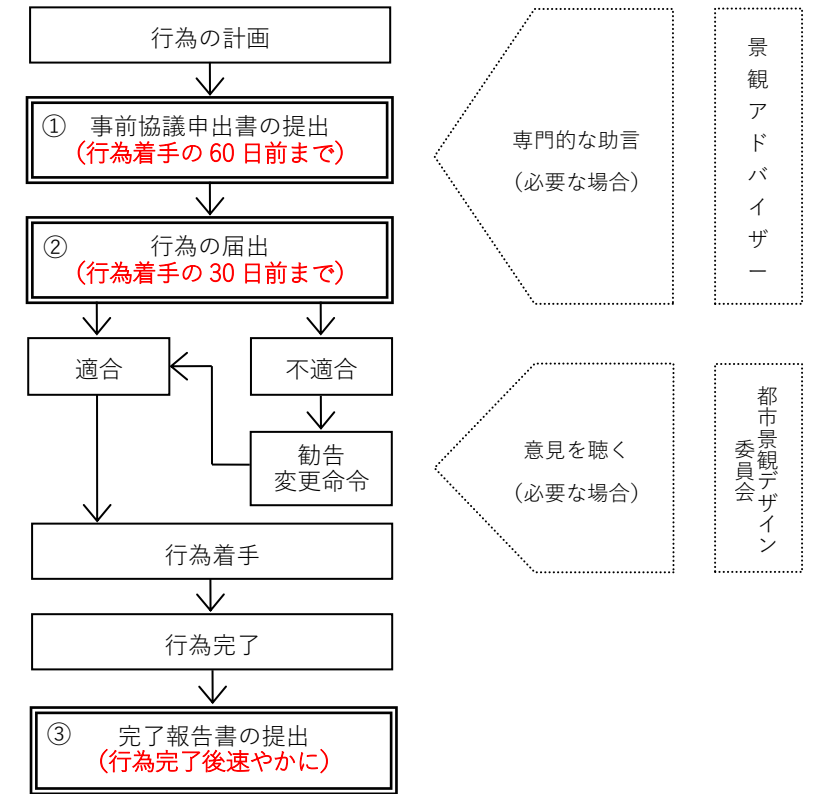 行為の計画
① 事前協議申出書の提出
（行為着手の 60 日前まで）
② 行為の届出
（行為着手の 30 日前まで）
適合
不適合
勧告
変更命令
行為着手
行為完了
③ 完了報告書の提出
（行為完了後速やかに）
専門的な助言
（必要な場合）
景観アドバイザー
意見を聴く
（必要な場合）
都市景観デザイン
委員会